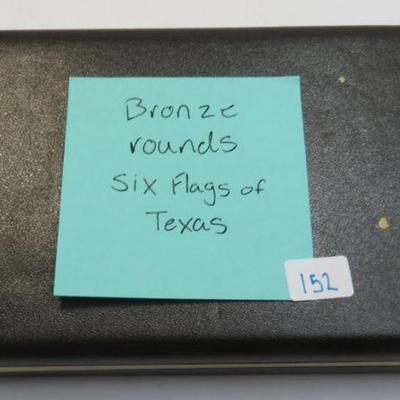 Bronze
rounds
Six Flags of
Texas
152